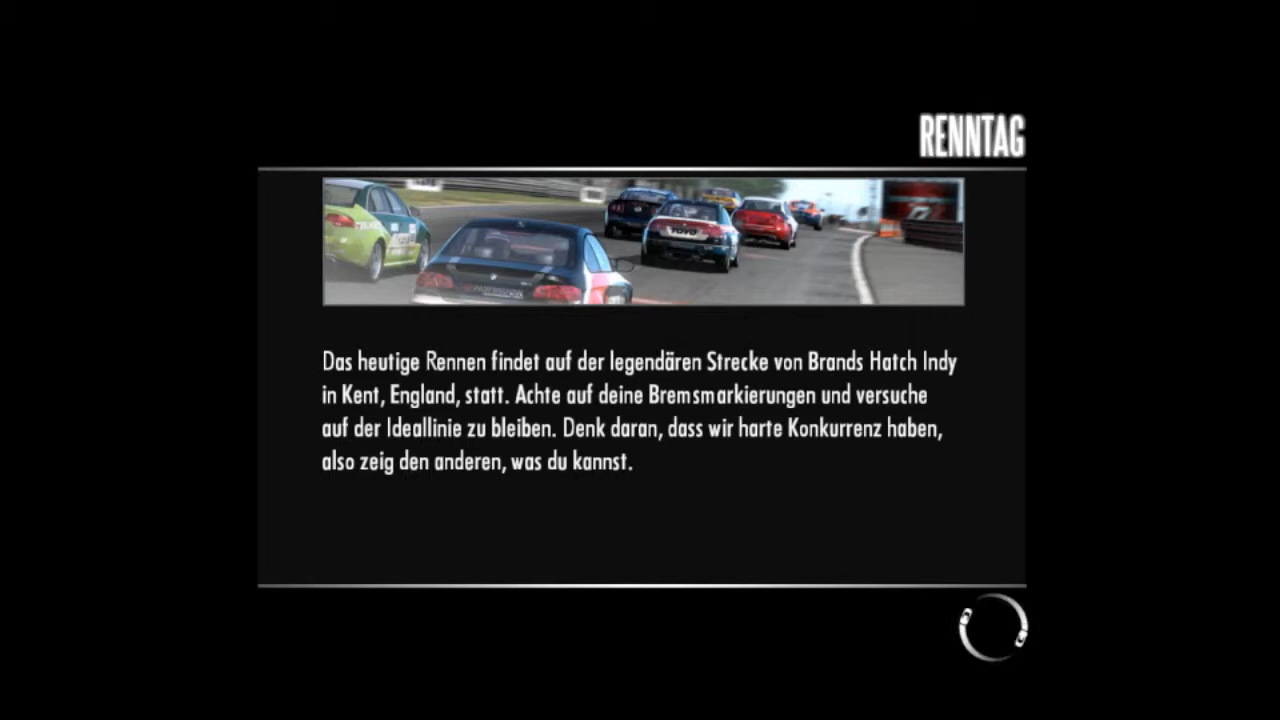 RENNTAG
TOYO
Das heutige Rennen findet auf der legendären Strecke von Brands Hatch Indy
in Kent, England, statt. Achte auf deine Bremsmarkierungen und versuche
auf der Ideallinie zu bleiben. Denk daran, dass wir harte Konkurrenz haben,
also zeig den anderen, was du kannst.